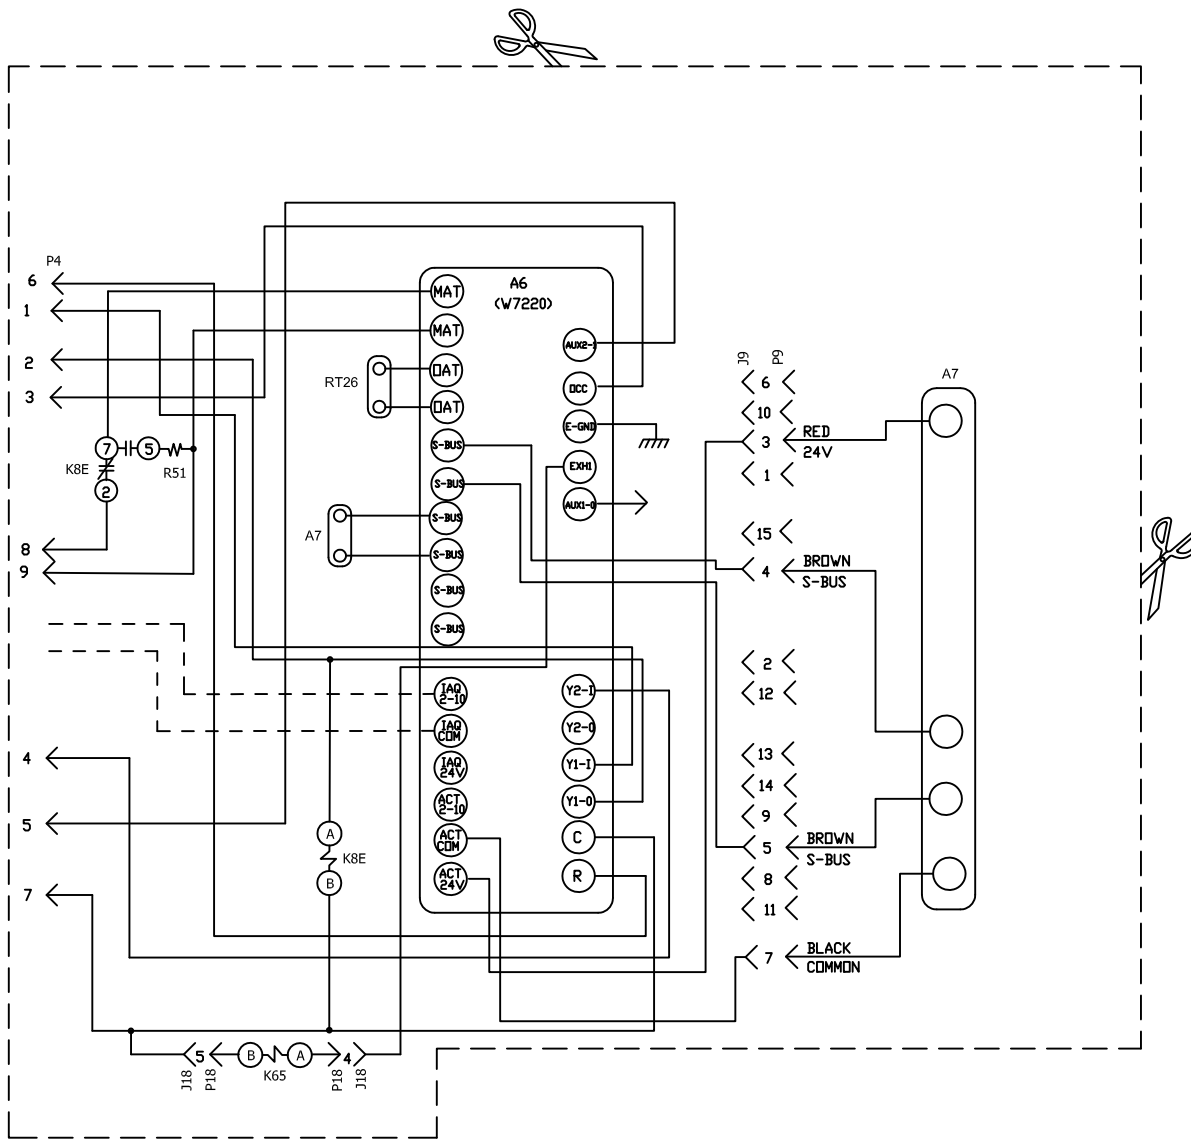 P4
6
1
2
3
8
9
4
5
7
7
5
2
K8E
R51
RT26
A7
A6
(W7220)
MAT
MAT
OAT
OAT
S-BUS
S-BUS
S-BUS
S-BUS
S-BUS
S-BUS
IAQ
2-10
IAQ
COM
IAQ
24V
ACT
2-10
ACT
COM
ACT
24V
AUX2-I
OCC
E-GND
EXH1
AUX1-O
Y2-I
Y2-O
Y1-I
Y1-O
C
R
A
K8E
B
J18
5
P18
B
K65
A
P18
4
J18
J9
P9
6
10
3
RED
24V
1
15
4
BROWN
S-BUS
2
12
13
14
9
5
BROWN
S-BUS
8
11
7
BLACK
COMMON
A7